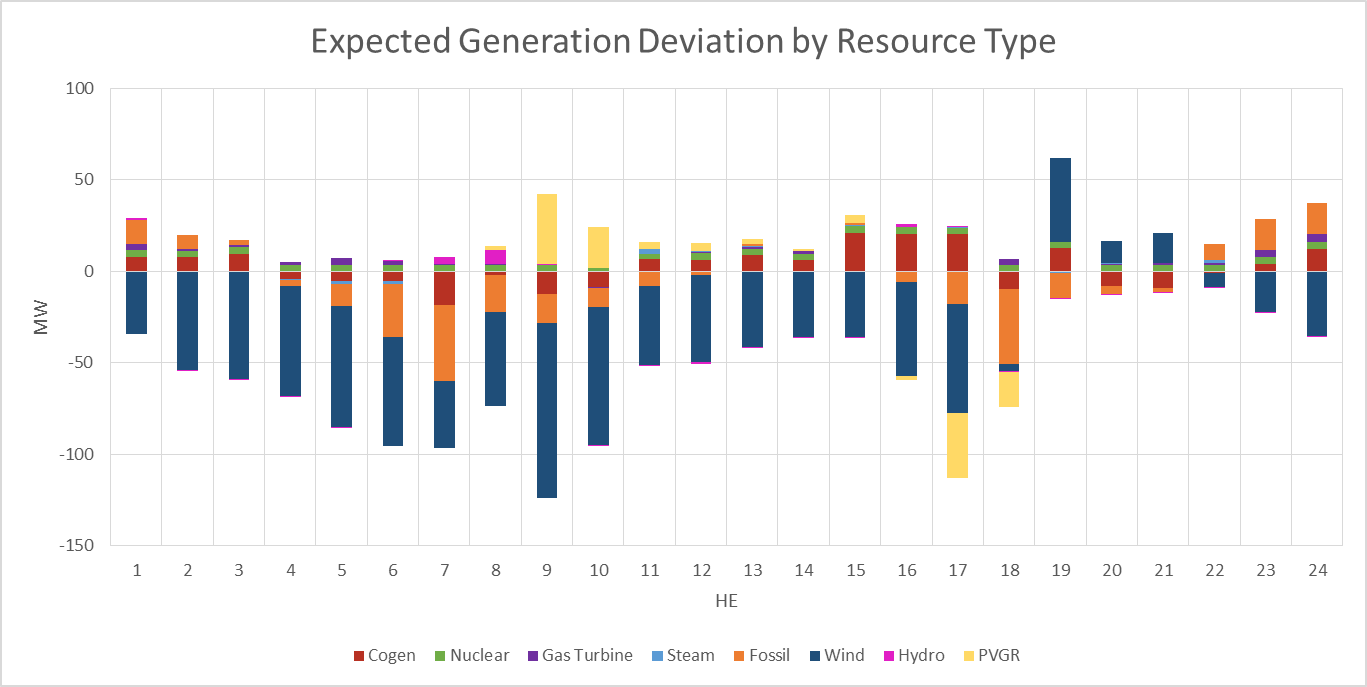 Expected Generation Deviation by Resource Type
100
50
0
-50
-100
-150
MW
1 2 3 4 5 6 7 8 9 10 11 12 13 14 15 16 17 18 19 20 21 22 23 24
HE
Cogen Nuclear Gas Turbine Steam Fossil Wind Hydro PVGR